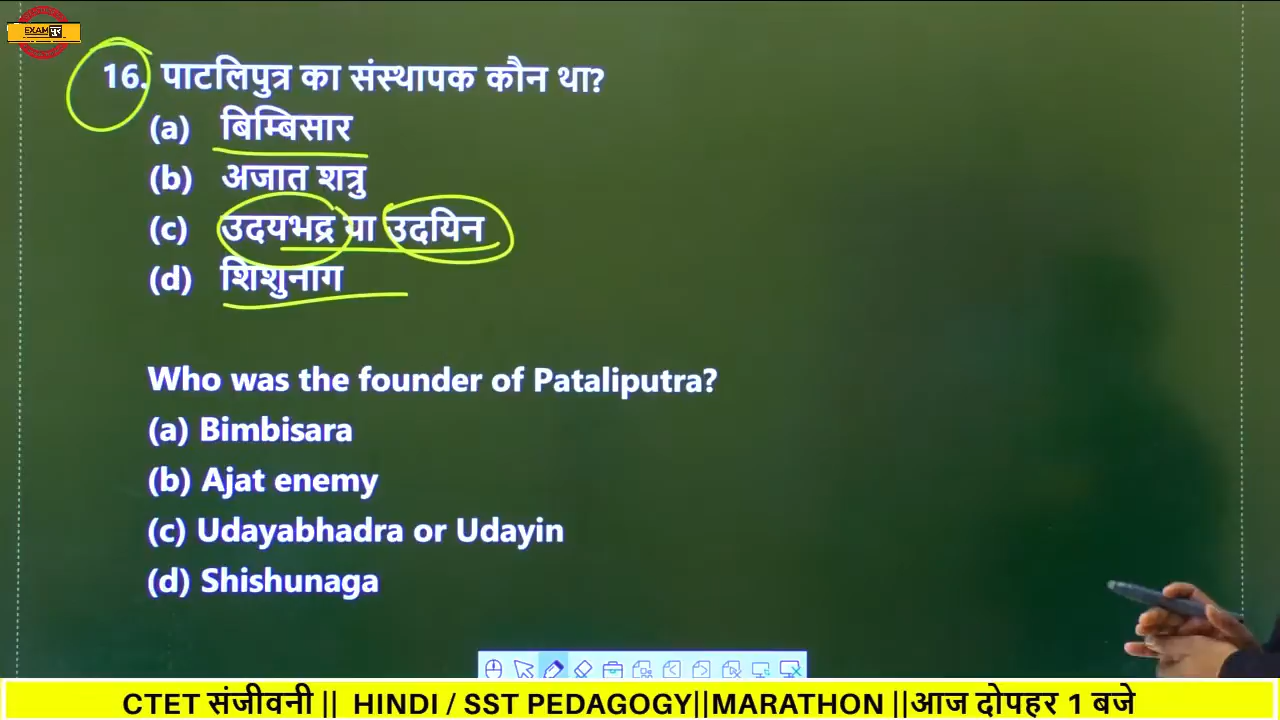 EXAM
16. पाटलिपुत्र का संस्थापक कौन था?
(a) बिम्बिसार
(b) अजात शत्रु
(c) उदयभद्र या उदयिन
(d) शिशुनाग
Who was the founder of Pataliputra?
(a) Bimbisara
(b) Ajat enemy
(c) Udayabhadra or Udayin
(d) Shishunaga
CTET संजीवनी || HINDI / SST PEDAGOGY||MARATHON ||आज दोपहर 1 बजे